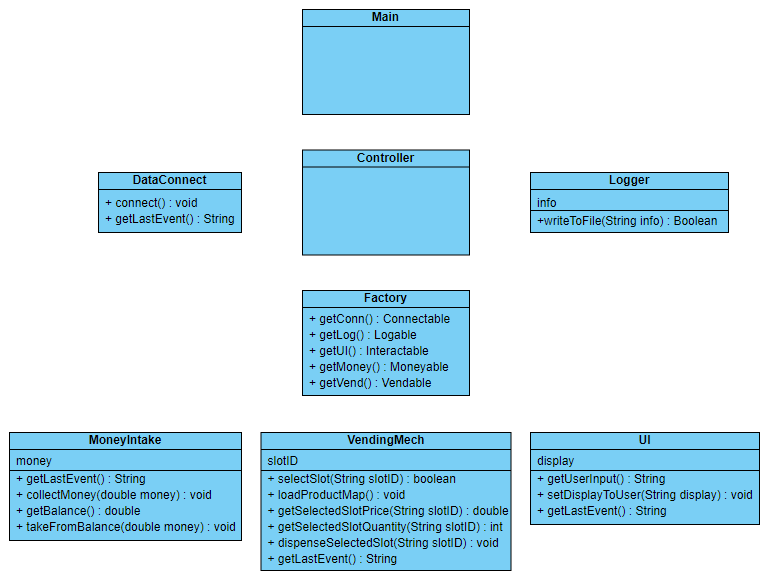 Main
Controller
DataConnect
+ connect() : void
+ getLastEvent() : String
Logger
info
+writeToFile(String info) : Boolean
Factory
+ getConn() : Connectable
+ getLog() : Logable
+ getUI() : Interactable
+ getMoney() : Moneyable
+ getVend() : Vendable
MoneyIntake
money
+ getLastEvent() : String
+ collectMoney(double money) : void
+ getBalance() : double
+ takeFromBalance(double money) : void
VendingMech
slotID
+ selectSlot(String slotID) : boolean
+ loadProductMap() : void
+ getSelectedSlotPrice(String slotID) : double
+ getSelectedSlotQuantity(String slotID) : int
+ dispenseSelectedSlot(String slotID) : void
+ getLastEvent() : String
UI
display
+ getUserInput() : String
+ setDisplayToUser(String display) : void
+ getLastEvent() : String